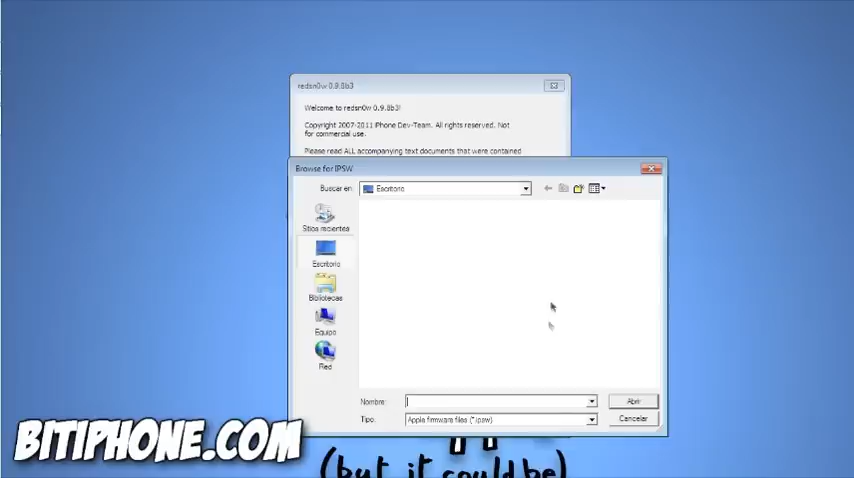 redsn0w 0.9.8b3
Welcome to redsn0w 0.9.8b3!
Copyright 2007-2011 iPhone Dev-Team. All rights reserved. Not
for commercial use.
Please read ALL accompanying text documents that were contained
Browse for IPSW
Buscar en:
Escritorio
Sitios recientes
Escritorio
Bibliotecas
Equipo
Red
Nombre:
Abrir
Tipo:
Apple firmware files (*.ipsw)
Cancelar
BITIPHONE.COM
(but it could be)